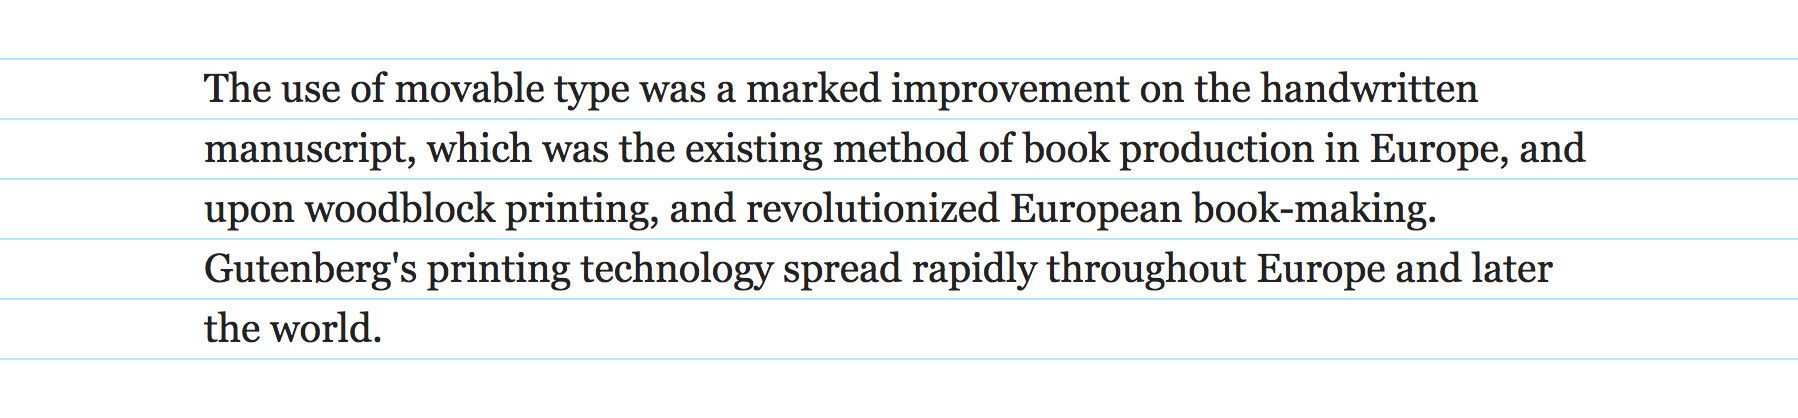 The use of movable type was a marked improvement on the handwritten
manuscript, which was the existing method of book production in Europe, and
upon woodblock printing, and revolutionized European book-making.
Gutenberg's printing technology spread rapidly throughout Europe and later
the world.